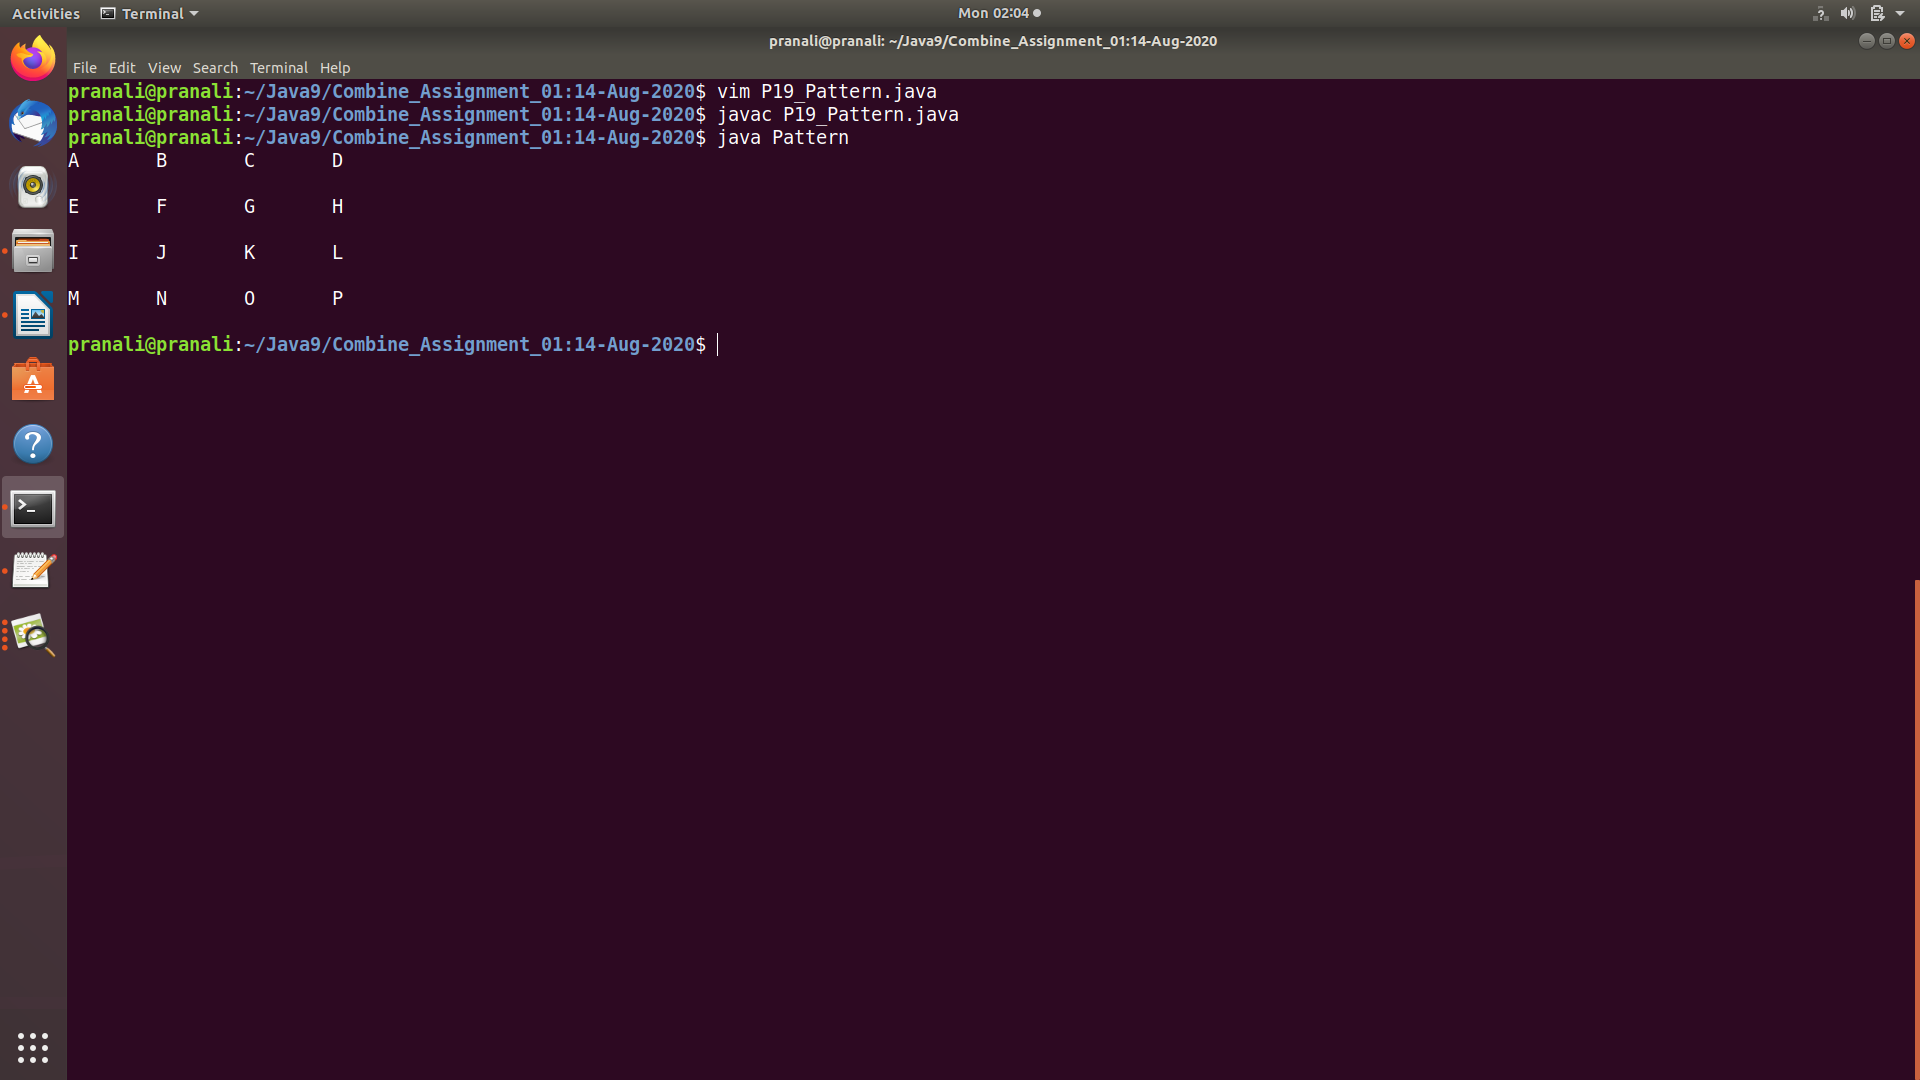 Activities Terminal Mon 02:04
pranali@pranali: ~/Java9/Combine_Assignment_01:14-Aug-2020
File Edit View Search Terminal Help
pranali@pranali:~/Java9/Combine_Assignment_01:14-Aug-2020$ vim P19_Pattern.java
pranali@pranali:~/Java9/Combine_Assignment_01:14-Aug-2020$ javac P19_Pattern.java
pranali@pranali:~/Java9/Combine_Assignment_01:14-Aug-2020$ java Pattern
A B C D
E F G H
I J K L
M N O P
pranali@pranali:~/Java9/Combine_Assignment_01:14-Aug-2020$